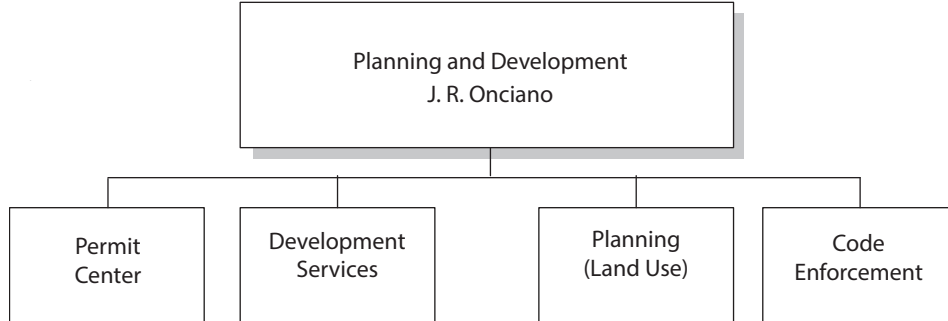 Planning and Development
J. R. Onciano
Permit
Center
Development
Services
Planning
(Land Use)
Code
Enforcement